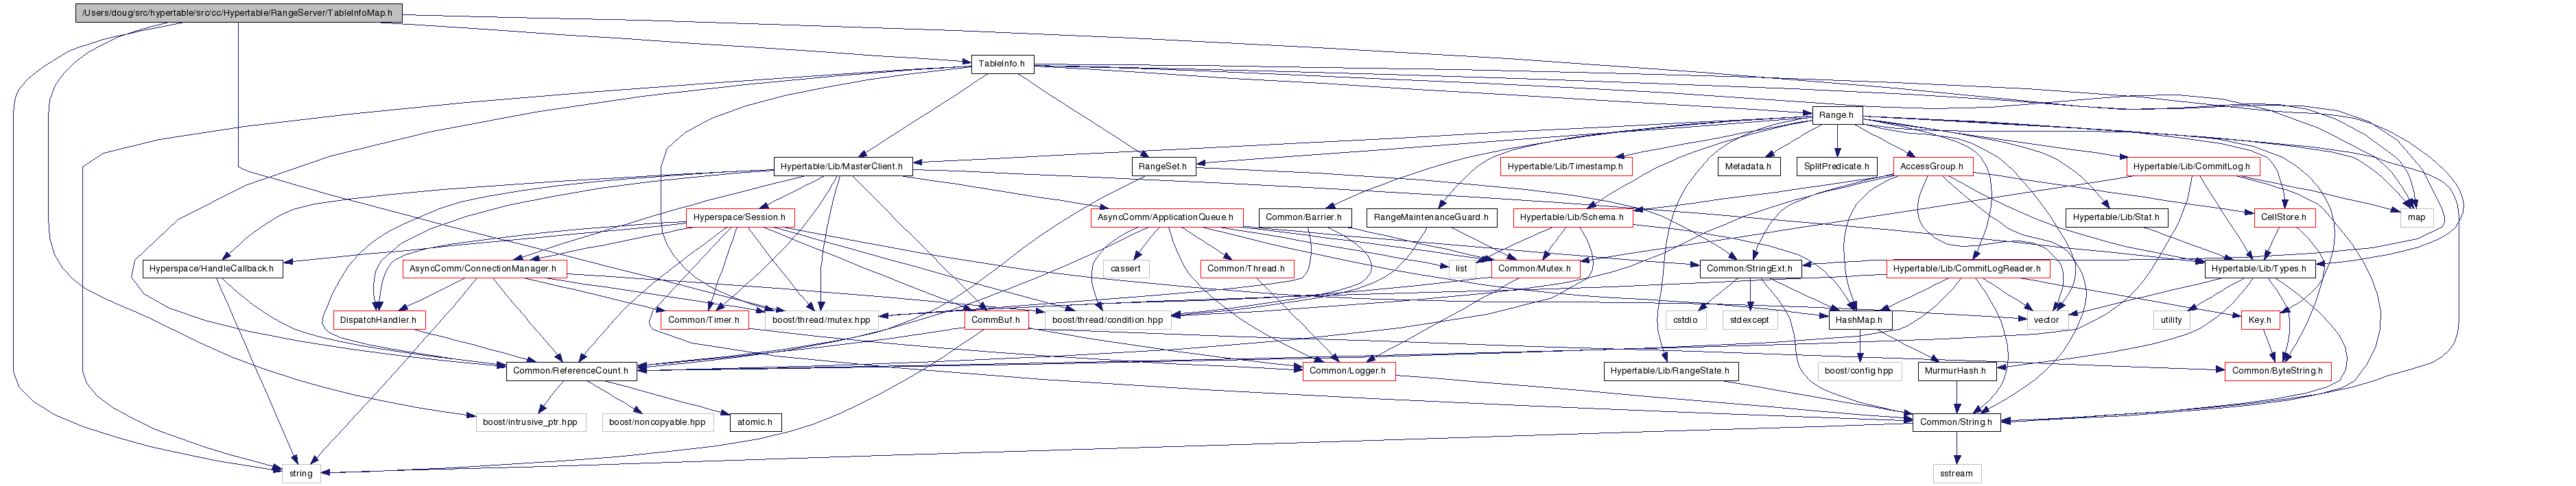 /Users/doug/src/hypertable/src/cc/Hypertable/RangeServer/TableInfoMap.h
TableInfo.h
Range.h
Hypertable/Lib/MasterClient.h
RangeSet.h
Hypertable/Lib/Timestamp.h
Metadata.h
SplitPredicate.h
AccessGroup.h
Hypertable/Lib/CommitLog.h
Hyperspace/Session.h
AsyncComm/ApplicationQueue.h
Common/Barrier.h
RangeMaintenanceGuard.h
Hypertable/Lib/Schema.h
Hypertable/Lib/Stat.h
CellStore.h
map
Hyperspace/HandleCallback.h
AsyncComm/ConnectionManager.h
cassert
Common/Thread.h
list
Common/Mutex.h
Common/StringExt.h
Hypertable/Lib/CommitLogReader.h
Hypertable/Lib/Types.h
DispatchHandler.h
Common/Timer.h
boost/thread/mutex.hpp
CommBuf.h
boost/thread/condition.hpp
HashMap.h
cstdio
stdexcept
vector
utility
Key.h
Common/ReferenceCount.h
Common/Logger.h
Hypertable/Lib/RangeState.h
boost/config.hpp
MurmurHash.h
Common/ByteString.h
boost/intrusive_ptr.hpp
boost/noncopyable.hpp
atomic.h
Common/String.h
string
sstream